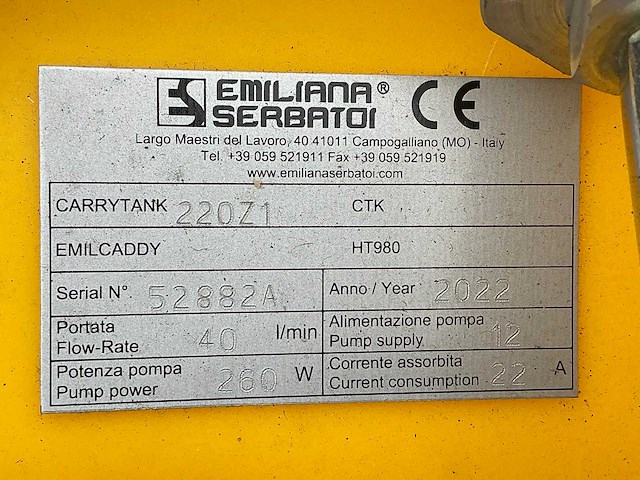 EMILIANA®
SERBATOI
CE
Largo Maestri del Lavoro, 40 41011 Campogalliano (MO) - Italy
Tel. +39 059 521911 Fax +39 059 521919
www.emilianaserbatoi.com
CARRYTANK 220Z1 CTK
EMILCADDY HT980
Serial N° 52882A Anno / Year 2022
Portata
Flow-Rate 40 l/min
Alimentazione pompa
Pump supply 12
Potenza pompa
Pump power 260 W
Corrente assorbita
Current consumption 22 A